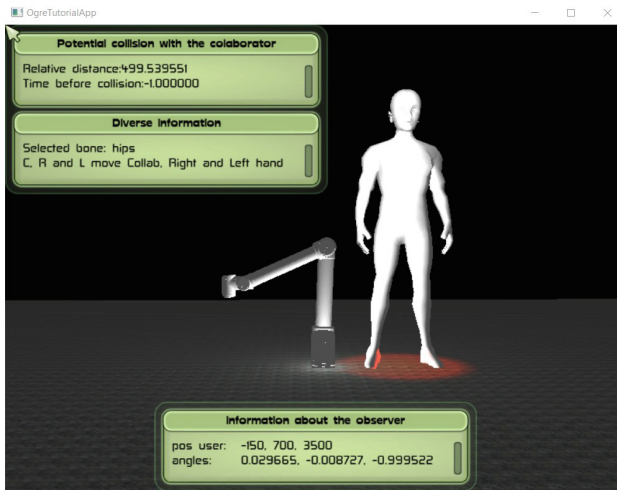 OgreTutorialApp
Potential collision with the colaborator
Relative distance:499.539551
Time before collision:-1.000000
Diverse information
Selected bone: hips
C, R and L move Collab, Right and Left hand
Information about the observer
pos user: -150, 700, 3500
angles: 0.029665, -0.008727, -0.999522